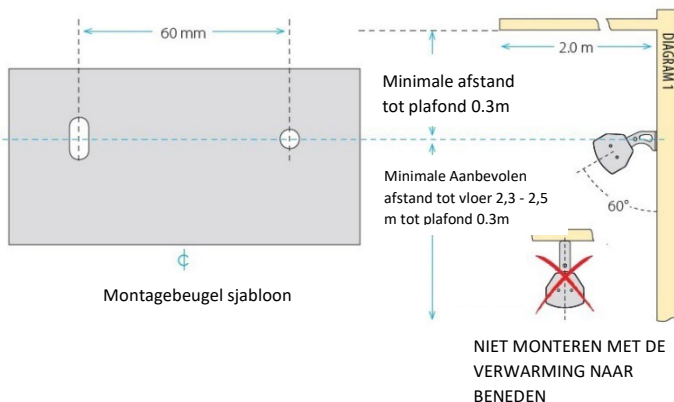 60 mm
2.0 m
DIAGRAM 1
Minimale afstand
tot plafond 0.3m
Minimale Aanbevolen
afstand tot vloer 2,3 - 2,5
m tot plafond 0.3m
60°
℄
Montagebeugel sjabloon
NIET MONTEREN MET DE
VERWARMING NAAR
BENEDEN